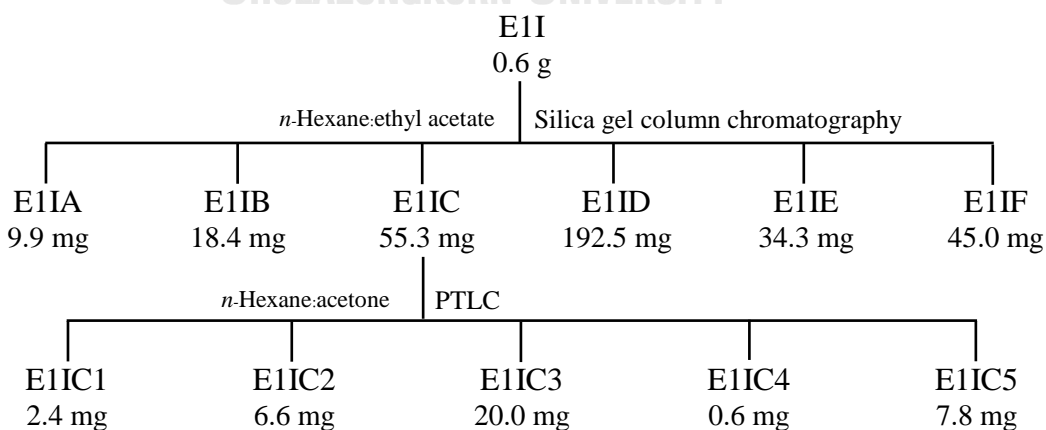 CHULALONGKORN UNIVERSITY
E1I
0.6 g
n-Hexane:ethyl acetate Silica gel column chromatography
E1IA E1IB E1IC E1ID E1IE E1IF
9.9 mg 18.4 mg 55.3 mg 192.5 mg 34.3 mg 45.0 mg
n-Hexane:acetone PTLC
E1IC1 E1IC2 E1IC3 E1IC4 E1IC5
2.4 mg 6.6 mg 20.0 mg 0.6 mg 7.8 mg